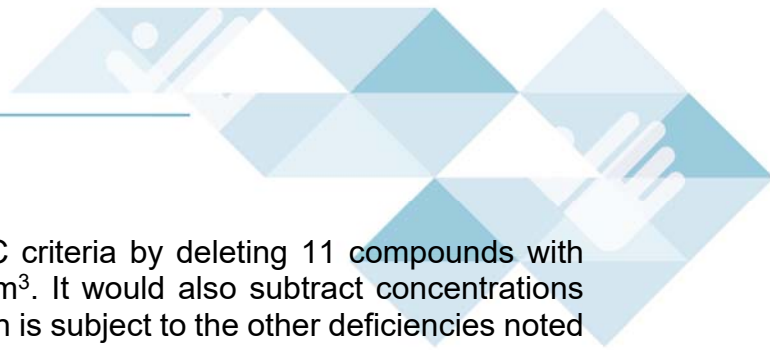 C criteria by deleting 11 compounds with
m³. It would also subtract concentrations
is subject to the other deficiencies noted